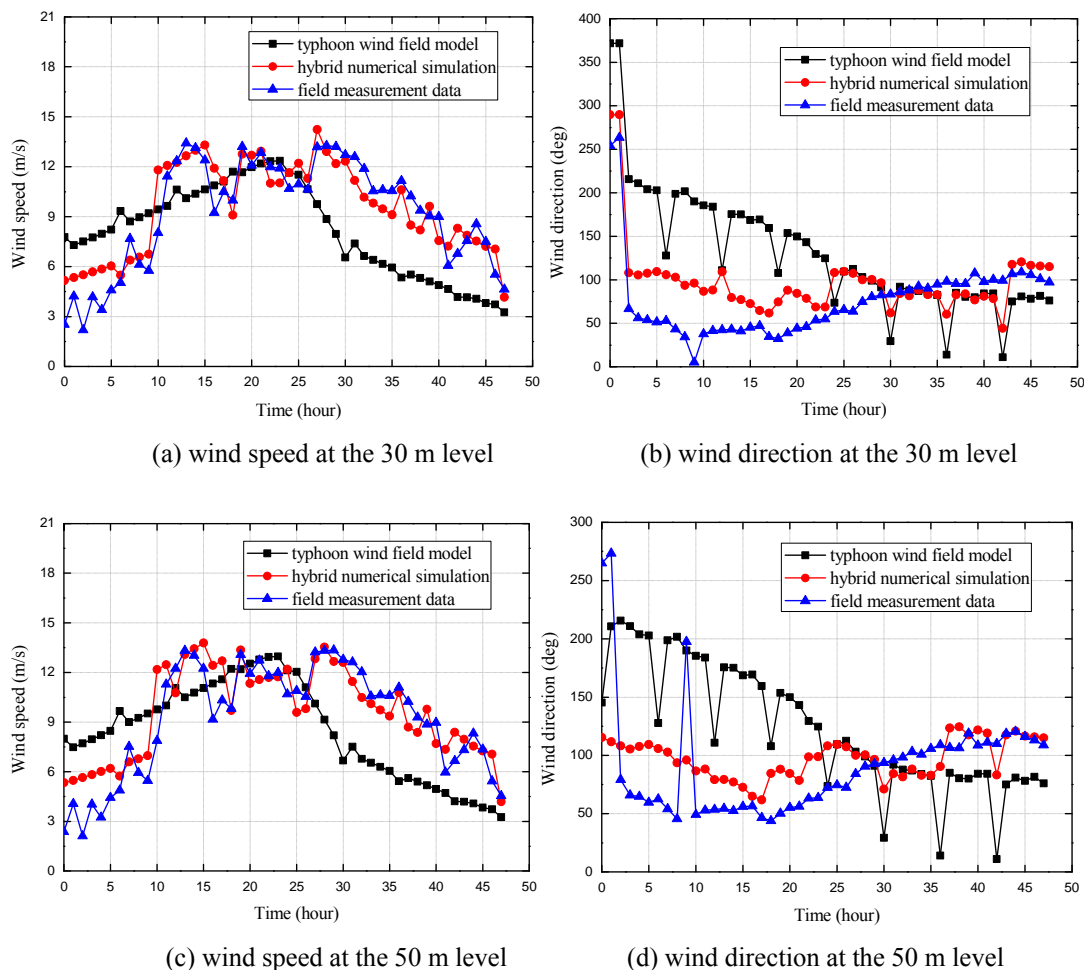 21
18
15
12
9
6
3
0
Wind speed (m/s)
typhoon wind field model
hybrid numerical simulation
field measurement data
0 5 10 15 20 25 30 35 40 45 50
Time (hour)
(a) wind speed at the 30 m level
400
350
300
250
200
150
100
50
0
Wind direction (deg)
typhoon wind field model
hybrid numerical simulation
field measurement data
0 5 10 15 20 25 30 35 40 45 50
Time (hour)
(b) wind direction at the 30 m level
21
18
15
12
9
6
3
0
Wind speed (m/s)
typhoon wind field model
hybrid numerical simulation
field measurement data
0 5 10 15 20 25 30 35 40 45 50
Time (hour)
(c) wind speed at the 50 m level
300
250
200
150
100
50
0
Wind direction (deg)
typhoon wind field model
hybrid numerical simulation
field measurement data
0 5 10 15 20 25 30 35 40 45 50
Time (hour)
(d) wind direction at the 50 m level